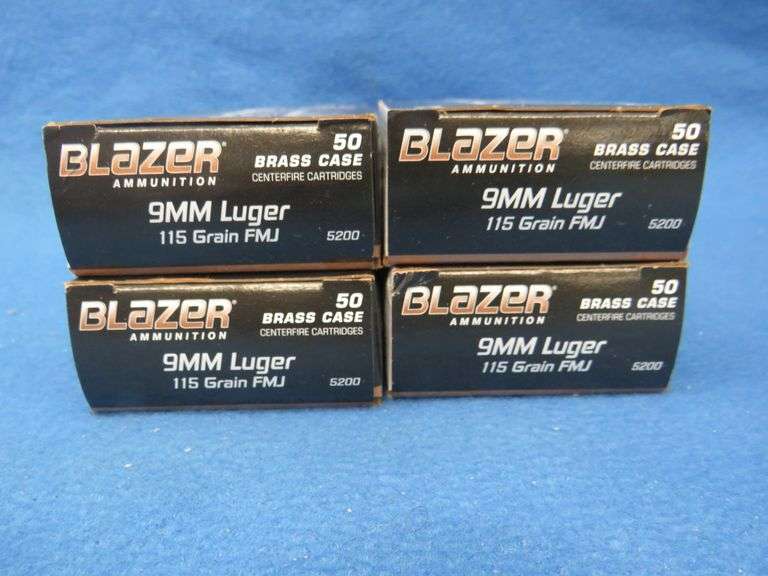 BLazer® 50
AMMUNITION BRASS CASE
CENTERFIRE CARTRIDGES
9MM Luger
115 Grain FMJ 5200
BLazer® 50
AMMUNITION BRASS CASE
CENTERFIRE CARTRIDGES
9MM Luger
115 Grain FMJ 5200
BLazer® 50
AMMUNITION BRASS CASE
CENTERFIRE CARTRIDGES
9MM Luger
115 Grain FMJ 5200
BLazer® 50
AMMUNITION BRASS CASE
CENTERFIRE CARTRIDGES
9MM Luger
115 Grain FMJ 5200